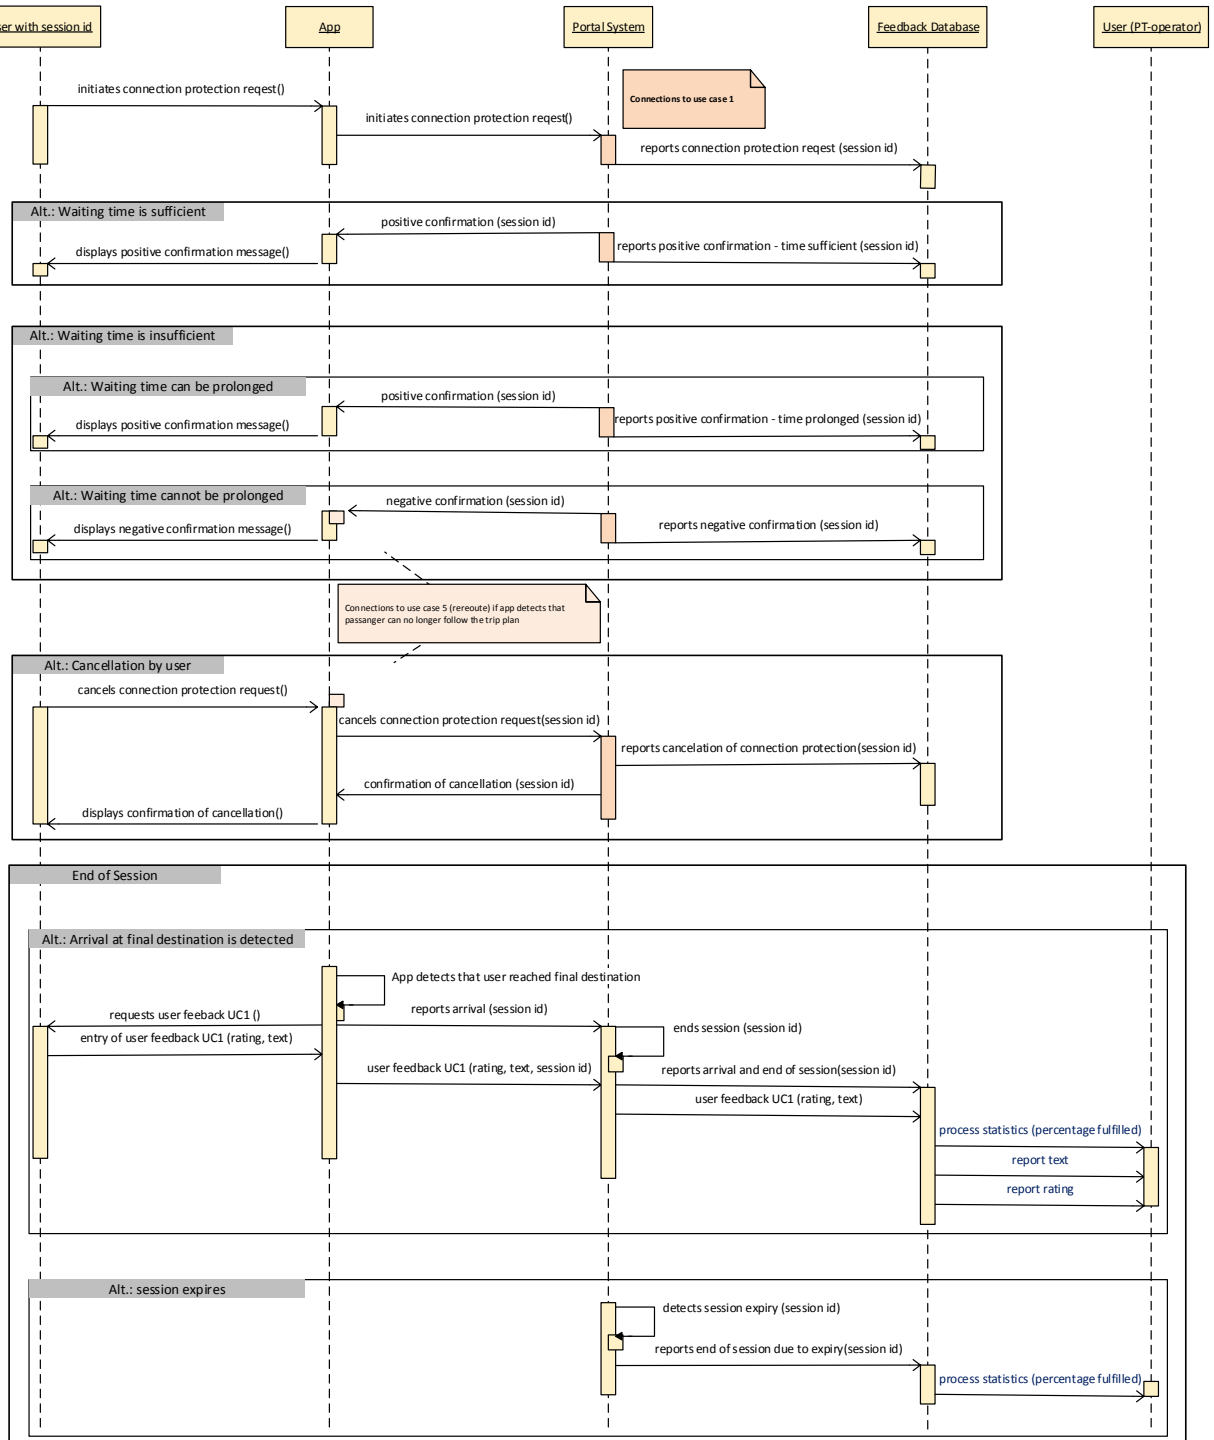 ser with session id
App
Portal System
Feedback Database
User (PT-operator)
initiates connection protection reqest()
Connections to use case 1
initiates connection protection reqest()
reports connection protection reqest (session id)
Alt.: Waiting time is sufficient
positive confirmation (session id)
reports positive confirmation - time sufficient (session id)
displays positive confirmation message()
Alt.: Waiting time is insufficient
Alt.: Waiting time can be prolonged
positive confirmation (session id)
reports positive confirmation - time prolonged (session id)
displays positive confirmation message()
Alt.: Waiting time cannot be prolonged
negative confirmation (session id)
reports negative confirmation (session id)
displays negative confirmation message()
Connections to use case 5 (rereoute) if app detects that
passanger can no longer follow the trip plan
Alt.: Cancellation by user
cancels connection protection request()
cancels connection protection request(session id)
reports cancelation of connection protection(session id)
confirmation of cancellation (session id)
displays confirmation of cancellation()
End of Session
Alt.: Arrival at final destination is detected
App detects that user reached final destination
reports arrival (session id)
requests user feeback UC1 ()
ends session (session id)
entry of user feedback UC1 (rating, text)
user feedback UC1 (rating, text, session id)
reports arrival and end of session(session id)
user feedback UC1 (rating, text)
process statistics (percentage fulfilled)
report text
report rating
Alt.: session expires
detects session expiry (session id)
reports end of session due to expiry(session id)
process statistics (percentage fulfilled)